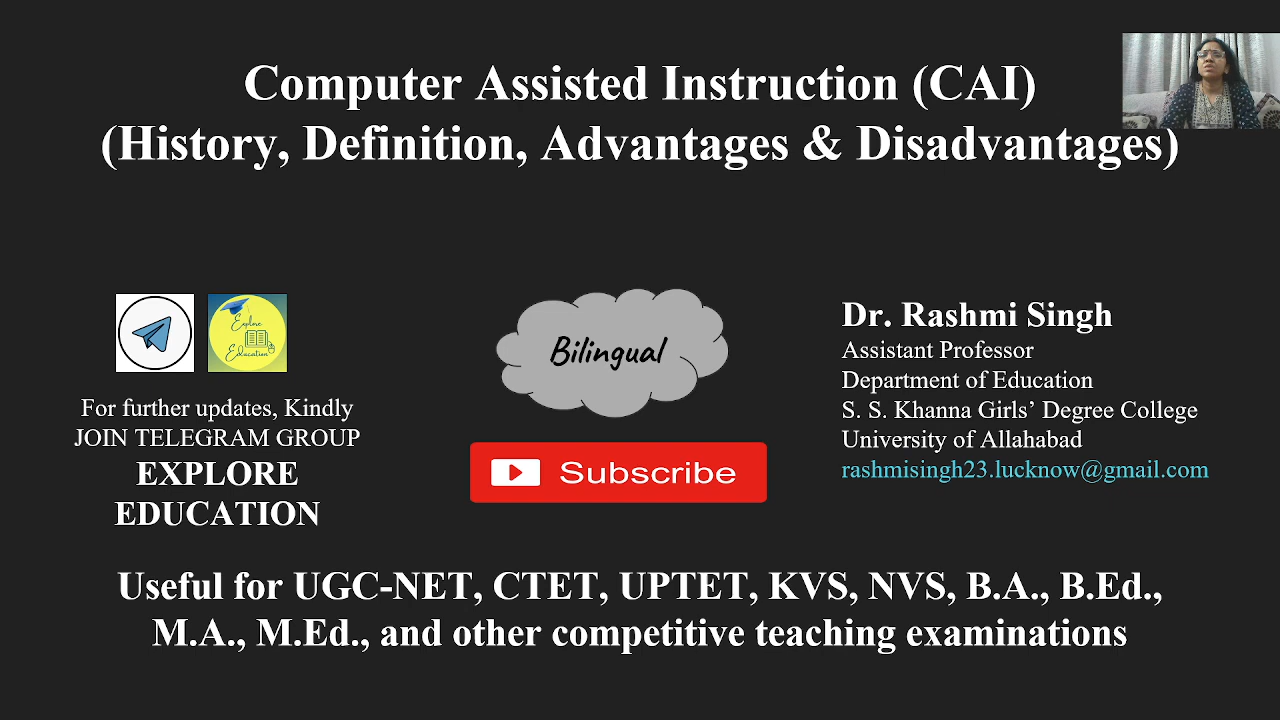 Computer Assisted Instruction (CAI)
(History, Definition, Advantages & Disadvantages)
Explore
Education
For further updates, Kindly
JOIN TELEGRAM GROUP
EXPLORE
EDUCATION
Bilingual
Subscribe
Dr. Rashmi Singh
Assistant Professor
Department of Education
S. S. Khanna Girls’ Degree College
University of Allahabad
rashmisingh23.lucknow@gmail.com
Useful for UGC-NET, CTET, UPTET, KVS, NVS, B.A., B.Ed.,
M.A., M.Ed., and other competitive teaching examinations